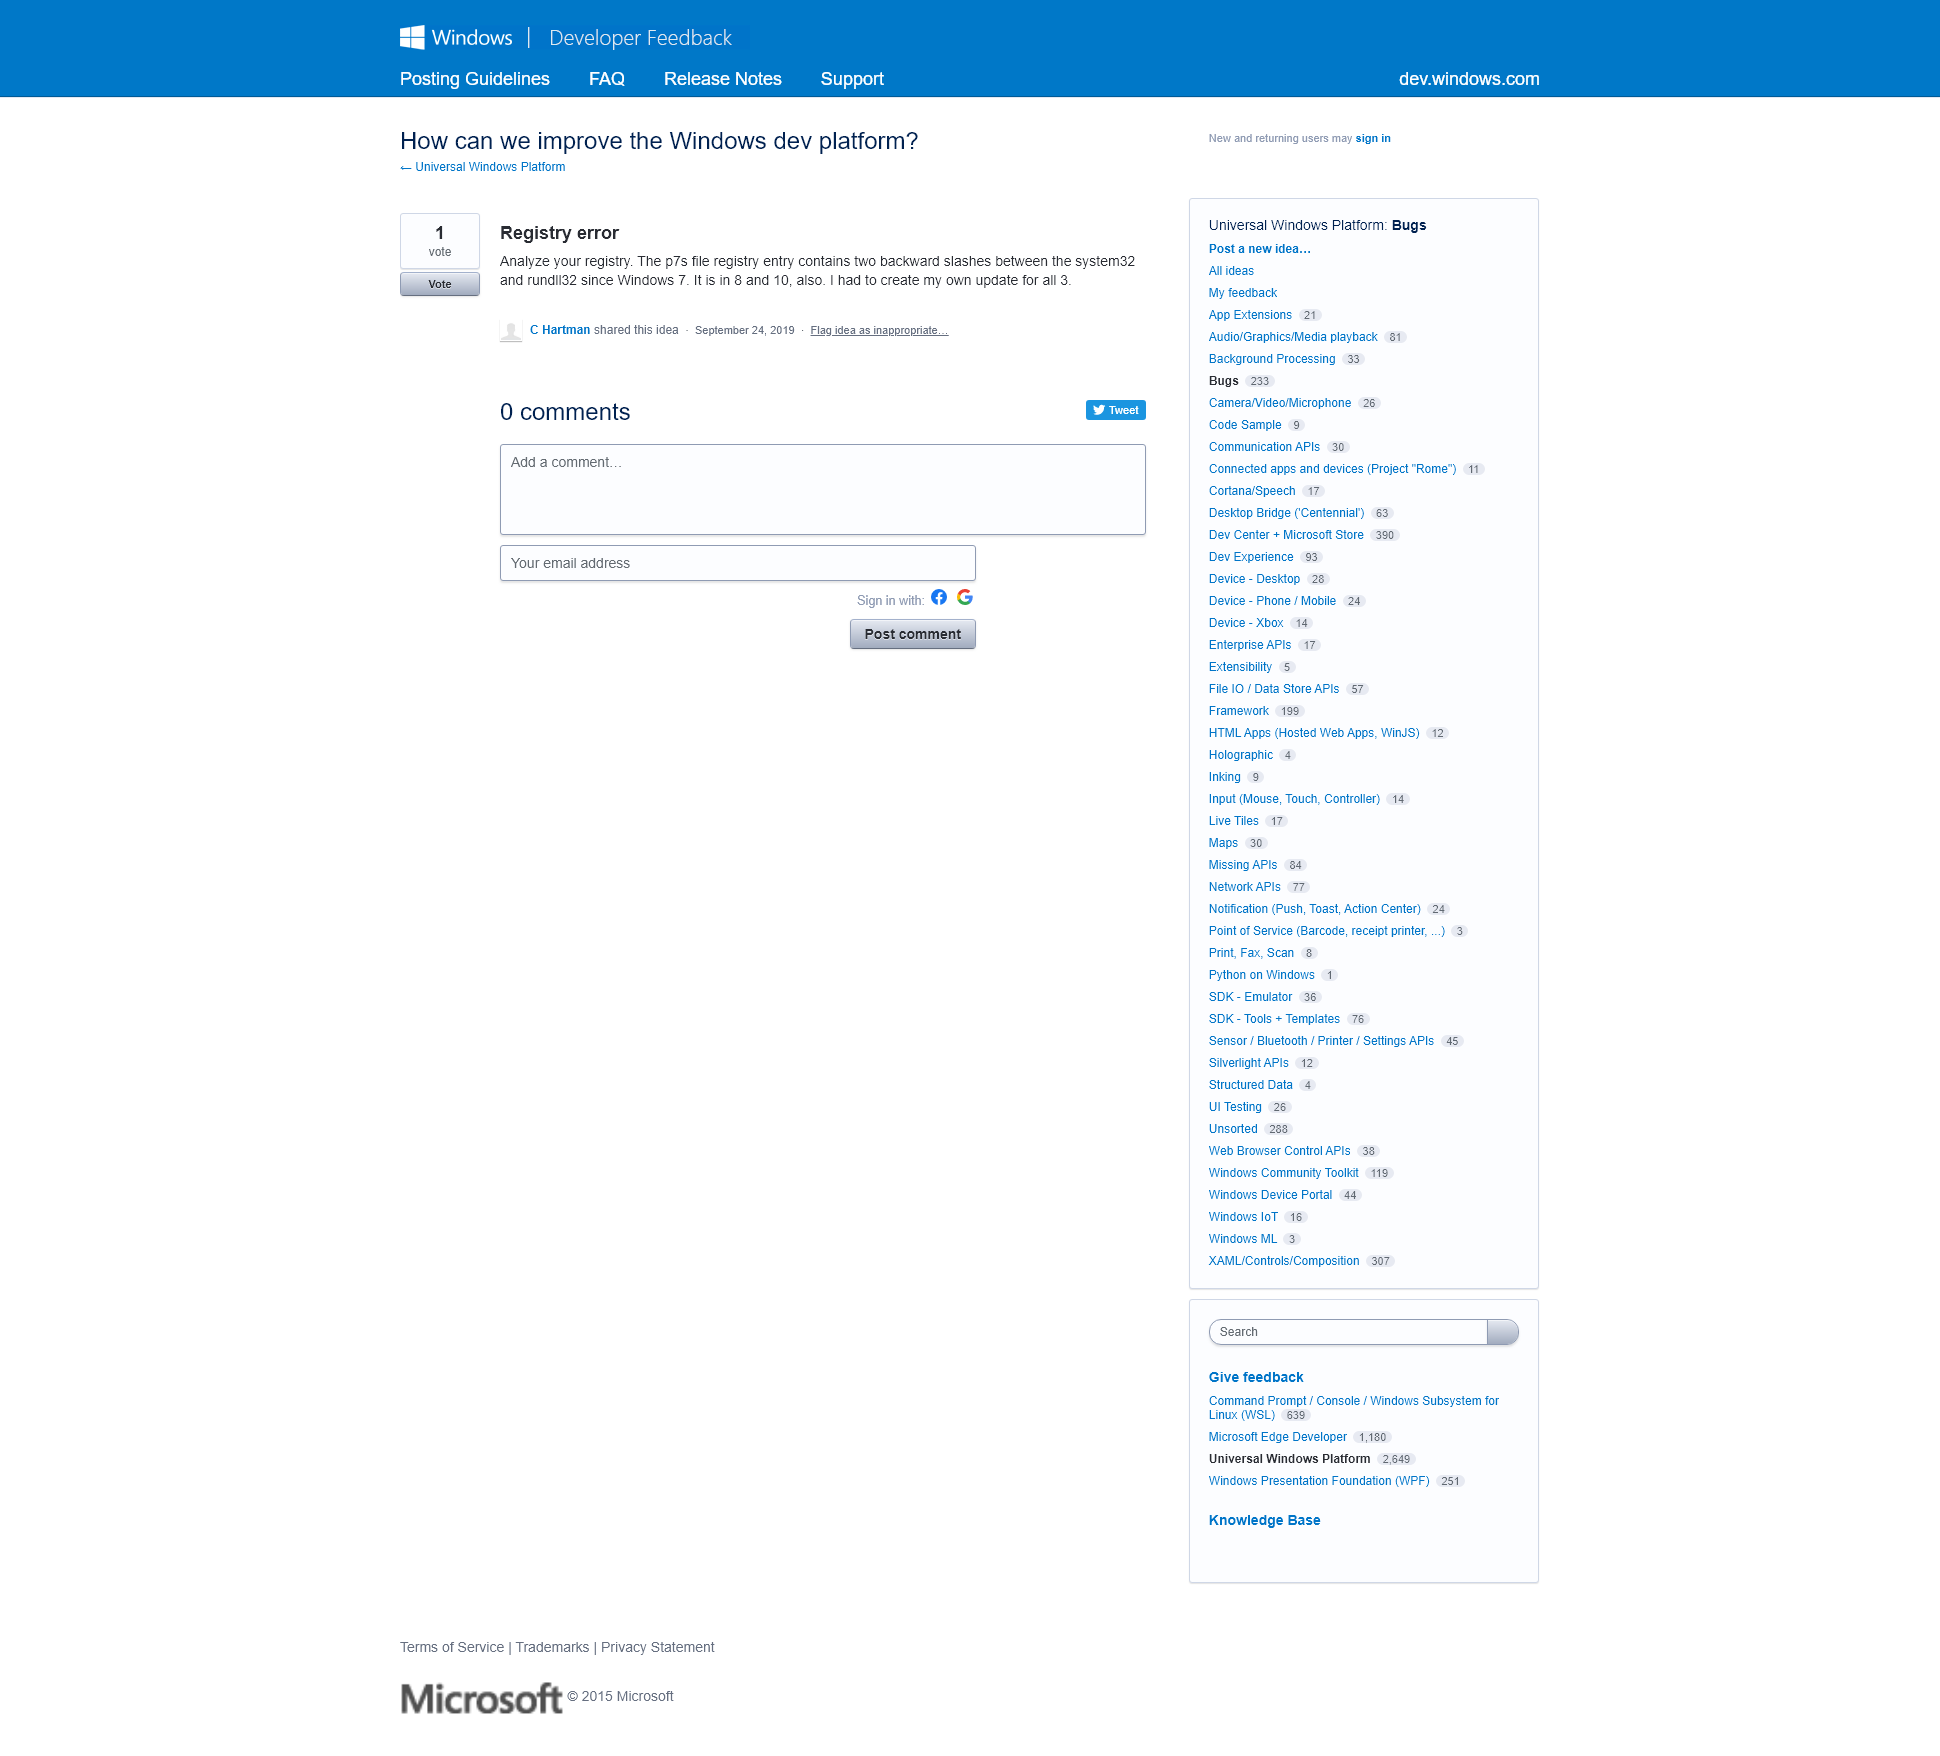 Windows | Developer Feedback
Posting Guidelines FAQ Release Notes Support dev.windows.com
How can we improve the Windows dev platform?
← Universal Windows Platform
New and returning users may sign in
1
vote
Vote
Registry error
Analyze your registry. The p7s file registry entry contains two backward slashes between the system32
and rundll32 since Windows 7. It is in 8 and 10, also. I had to create my own update for all 3.
C Hartman shared this idea · September 24, 2019 · Flag idea as inappropriate…
0 comments
Tweet
Add a comment…
Your email address
Sign in with:
Post comment
Universal Windows Platform: Bugs
Post a new idea…
All ideas
My feedback
App Extensions 21
Audio/Graphics/Media playback 81
Background Processing 33
Bugs 233
Camera/Video/Microphone 26
Code Sample 9
Communication APIs 30
Connected apps and devices (Project "Rome") 11
Cortana/Speech 17
Desktop Bridge ('Centennial') 63
Dev Center + Microsoft Store 390
Dev Experience 93
Device - Desktop 28
Device - Phone / Mobile 24
Device - Xbox 14
Enterprise APIs 17
Extensibility 5
File IO / Data Store APIs 57
Framework 199
HTML Apps (Hosted Web Apps, WinJS) 12
Holographic 4
Inking 9
Input (Mouse, Touch, Controller) 14
Live Tiles 17
Maps 30
Missing APIs 84
Network APIs 77
Notification (Push, Toast, Action Center) 24
Point of Service (Barcode, receipt printer, ...) 3
Print, Fax, Scan 8
Python on Windows 1
SDK - Emulator 36
SDK - Tools + Templates 76
Sensor / Bluetooth / Printer / Settings APIs 45
Silverlight APIs 12
Structured Data 4
UI Testing 26
Unsorted 288
Web Browser Control APIs 38
Windows Community Toolkit 119
Windows Device Portal 44
Windows IoT 16
Windows ML 3
XAML/Controls/Composition 307
Search
Give feedback
Command Prompt / Console / Windows Subsystem for
Linux (WSL) 639
Microsoft Edge Developer 1,180
Universal Windows Platform 2,649
Windows Presentation Foundation (WPF) 251
Knowledge Base
Terms of Service | Trademarks | Privacy Statement
Microsoft © 2015 Microsoft